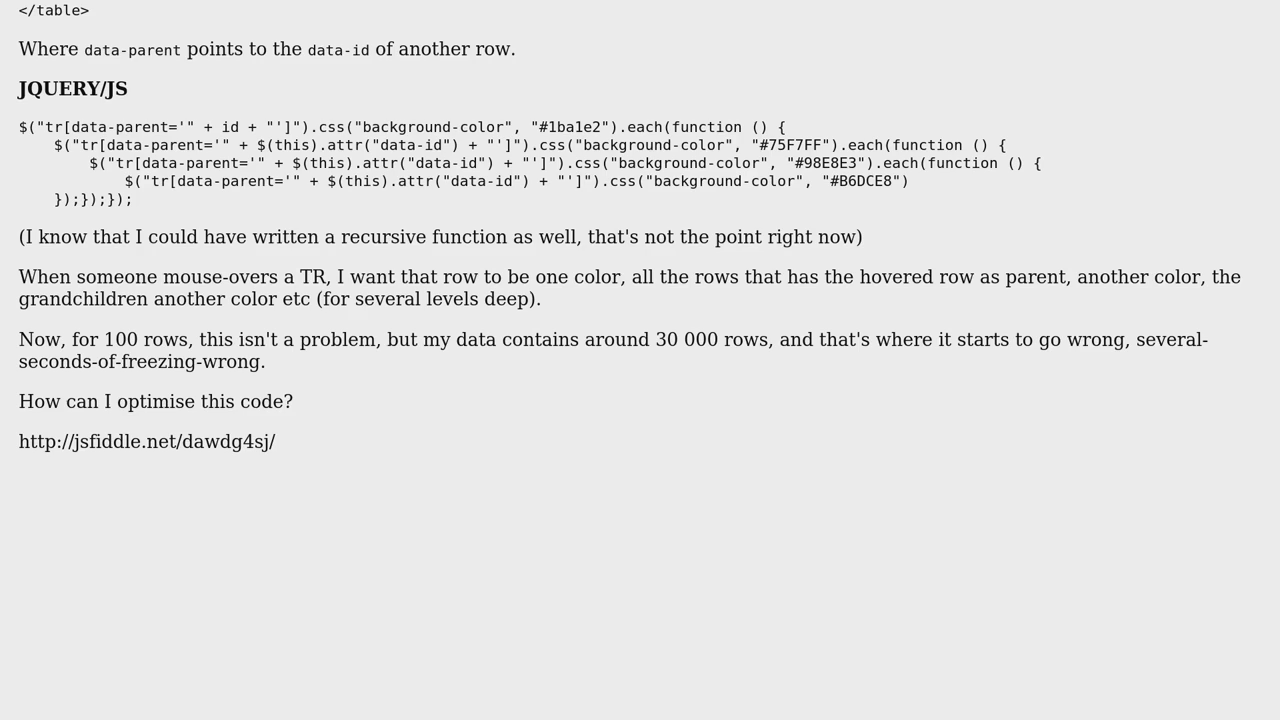 </table>
Where data-parent points to the data-id of another row.
JQUERY/JS
$("tr[data-parent='" + id + "']").css("background-color", "#1ba1e2").each(function () {
    $("tr[data-parent='" + $(this).attr("data-id") + "']").css("background-color", "#75F7FF").each(function () {
        $("tr[data-parent='" + $(this).attr("data-id") + "']").css("background-color", "#98E8E3").each(function () {
            $("tr[data-parent='" + $(this).attr("data-id") + "']").css("background-color", "#B6DCE8")
    });});});
(I know that I could have written a recursive function as well, that's not the point right now)
When someone mouse-overs a TR, I want that row to be one color, all the rows that has the hovered row as parent, another color, the
grandchildren another color etc (for several levels deep).
Now, for 100 rows, this isn't a problem, but my data contains around 30 000 rows, and that's where it starts to go wrong, several-
seconds-of-freezing-wrong.
How can I optimise this code?
http://jsfiddle.net/dawdg4sj/